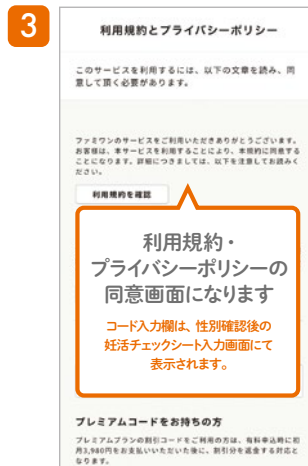 3
利用規約とプライバシーポリシー
このサービスを利用するには、以下の文章を読み、同
意して頂く必要があります。
ファミワンのサービスをご利用いただきありがとうございます。
お客様は、本サービスを利用することにより、本規約に同意する
ことになります。詳細につきましては、以下を注意してお読みく
ださい。
利用規約を確認
利用規約・
プライバシーポリシーの
同意画面になります
コード入力欄は、性別確認後の
妊活チェックシート入力画面にて
表示されます。
プレミアムコードをお持ちの方
プレミアムプランの割引コードをご利用の方は、有料申込時に初
月3,980円をお支払いいただいた後に、割引分を返金する対応と
なります。